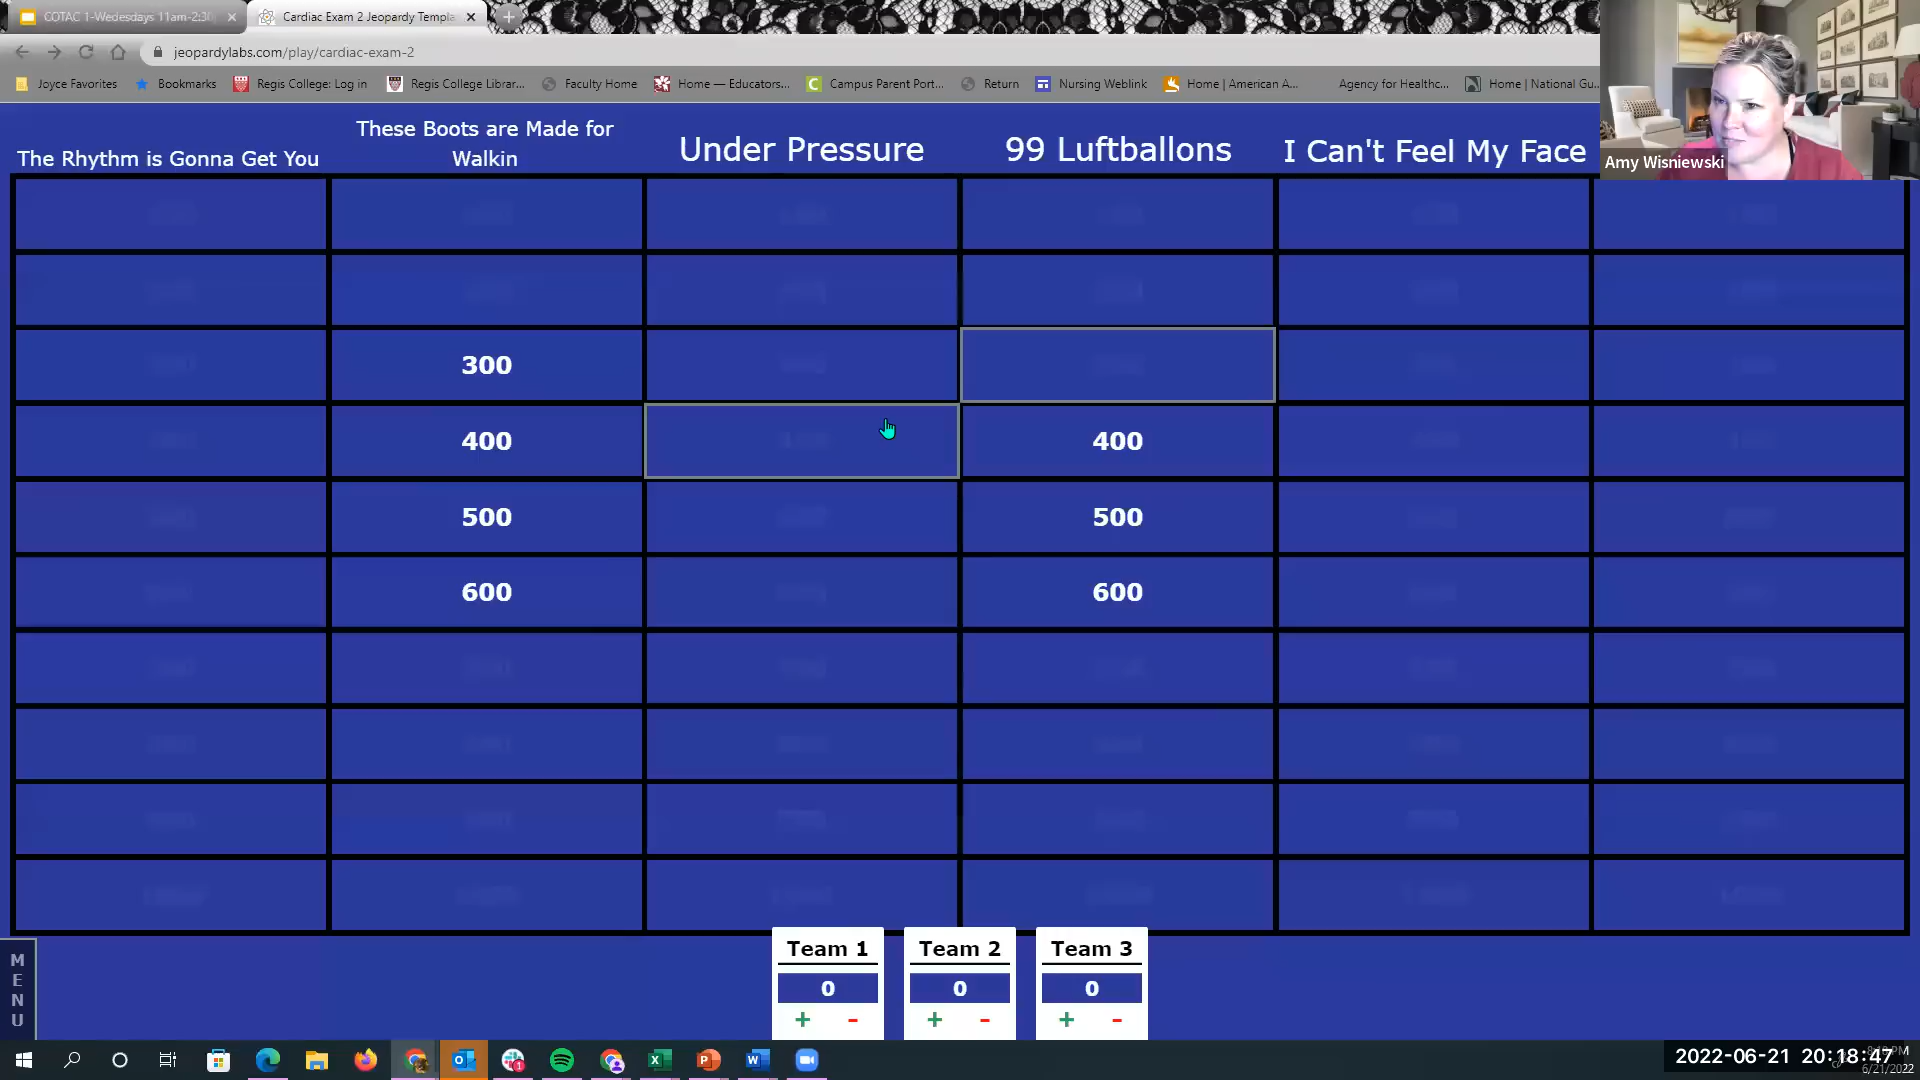 COTAC 1-Wedesdays 11am-2:30
Cardiac Exam 2 Jeopardy Templa
jeopardylabs.com/play/cardiac-exam-2
Joyce Favorites
Bookmarks
Regis College: Log in
Regis College Librar...
Faculty Home
Home — Educators...
Campus Parent Port...
Return
Nursing Weblink
Home | American A...
Agency for Healthc...
Home | National Gu...
Amy Wisniewski
The Rhythm is Gonna Get You
These Boots are Made for
Walkin
Under Pressure
99 Luftballons
I Can't Feel My Face
300
400
400
500
500
600
600
MENU
Team 1
Team 2
Team 3
0
0
0
+ -
+ -
+ -
2022-06-21 20:18:47
6/21/2022